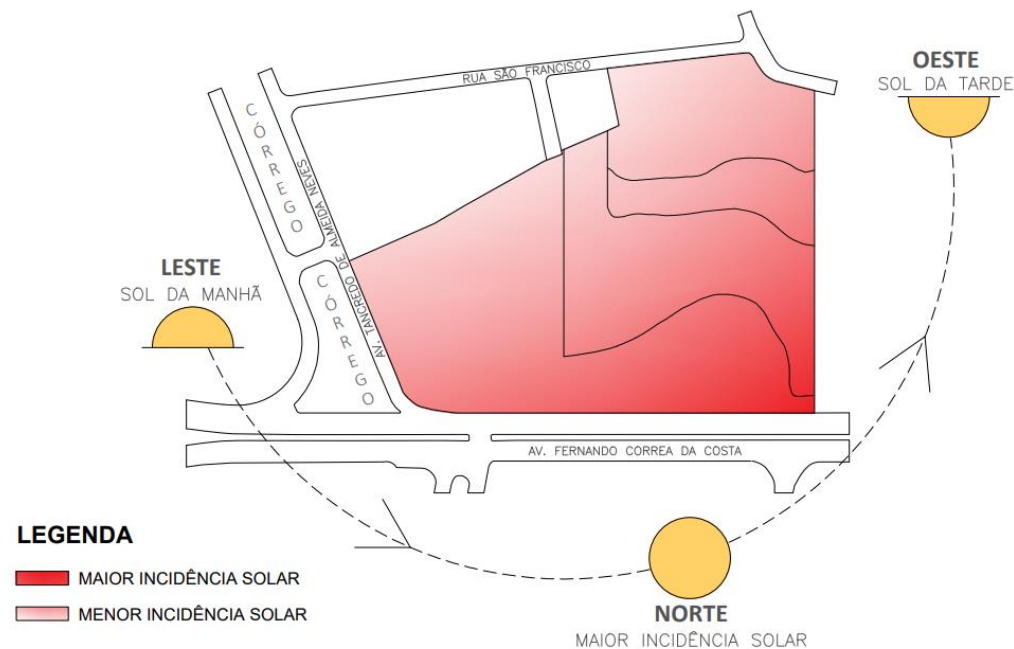 RUA SÃO FRANCISCO
OESTE
SOL DA TARDE
CÓRREGO
AV. TANCREDO DE ALMEIDA NEVES
LESTE
SOL DA MANHÃ
CÓRREGO
AV. FERNANDO CORREA DA COSTA
LEGENDA
MAIOR INCIDÊNCIA SOLAR
MENOR INCIDÊNCIA SOLAR
NORTE
MAIOR INCIDÊNCIA SOLAR